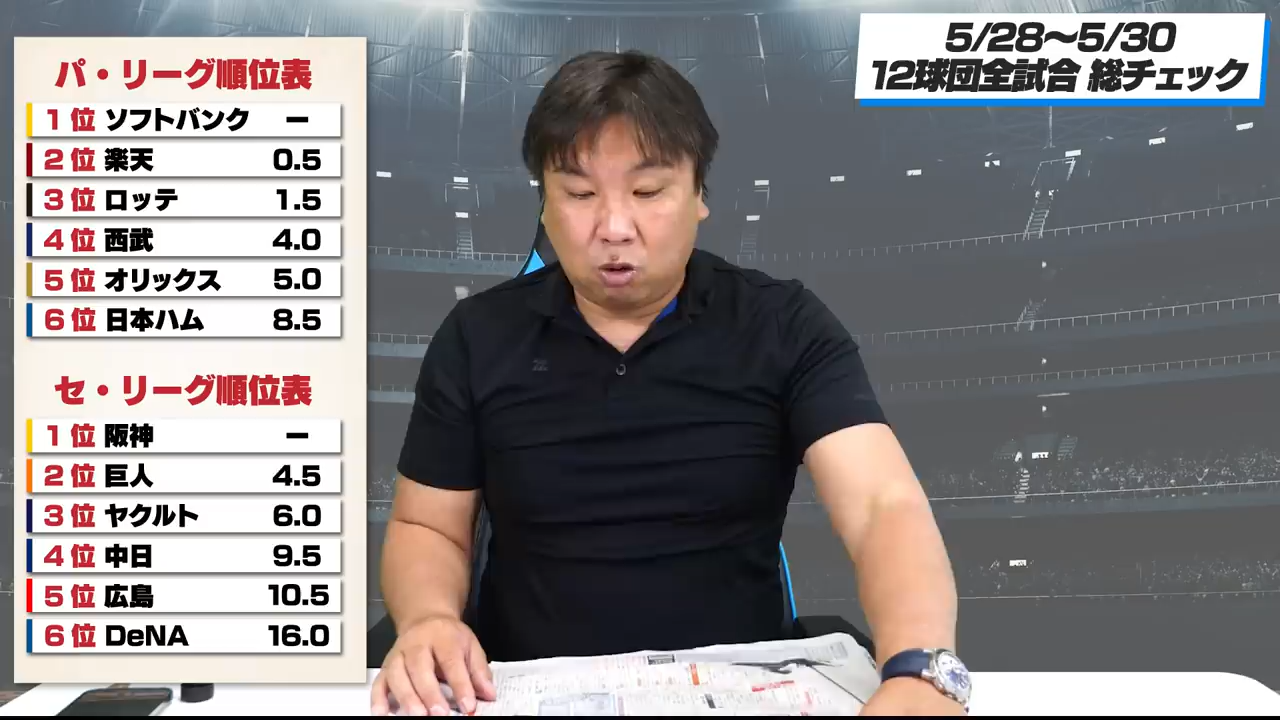 パ・リーグ順位表
1位 ソフトバンク ー
2位 楽天 0.5
3位 ロッテ 1.5
4位 西武 4.0
5位 オリックス 5.0
6位 日本ハム 8.5
セ・リーグ順位表
1位 阪神 ー
2位 巨人 4.5
3位 ヤクルト 6.0
4位 中日 9.5
5位 広島 10.5
6位 DeNA 16.0
5/28〜5/30
12球団全試合 総チェック